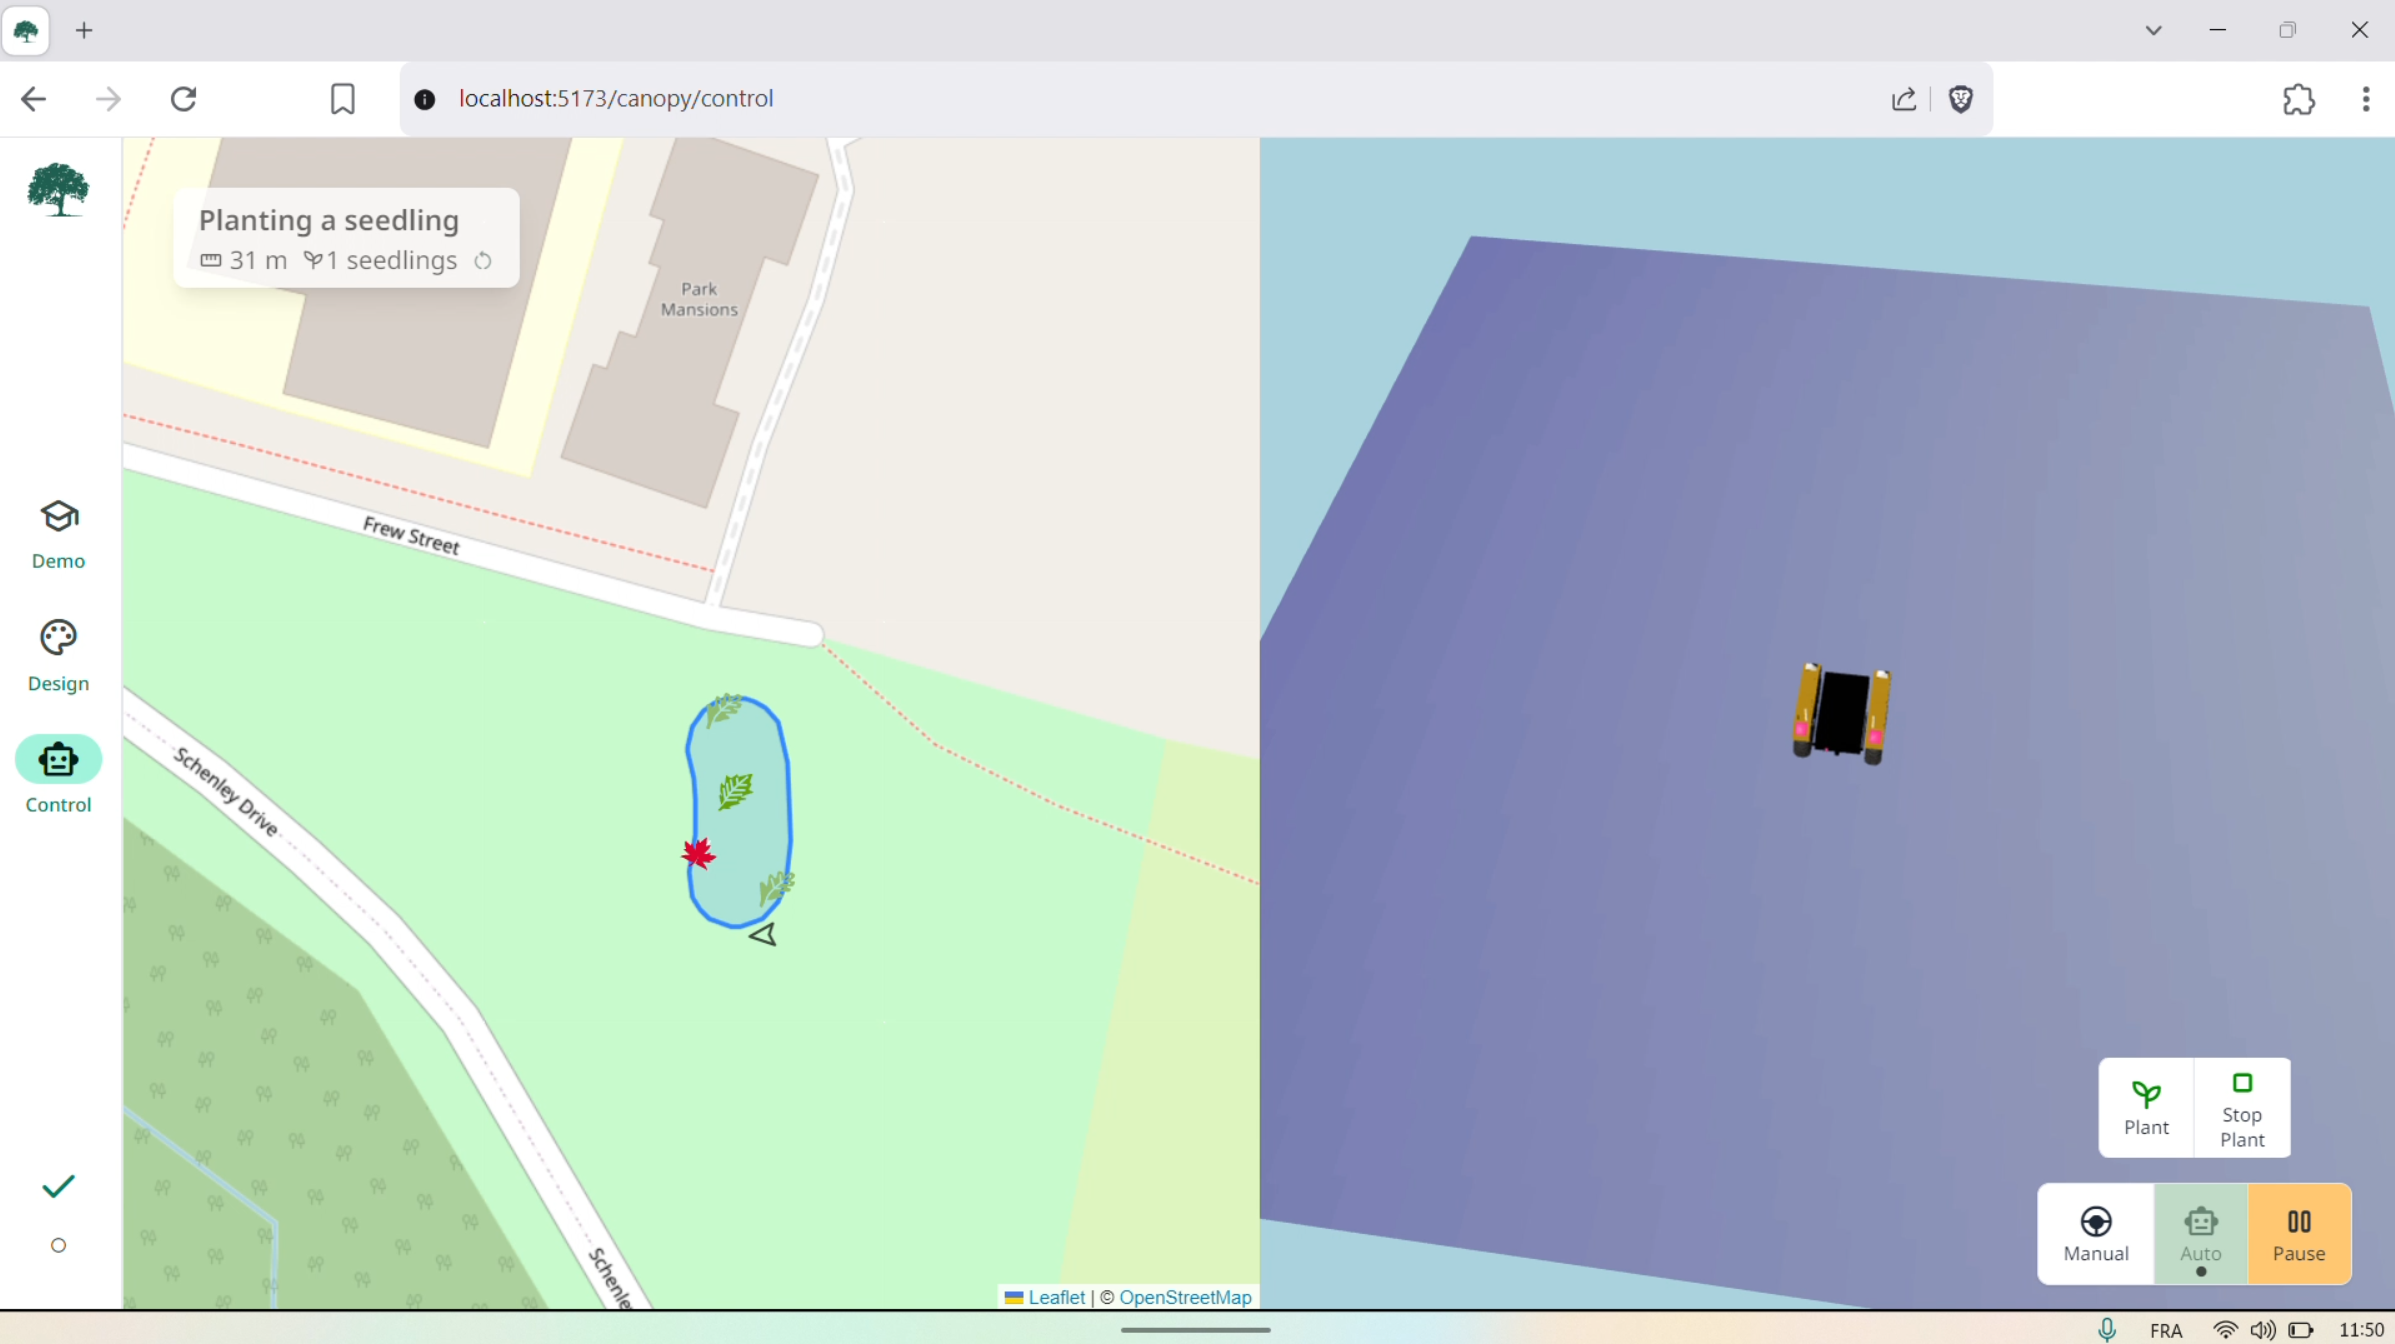 localhost:5173/canopy/control
Planting a seedling
31 m 1 seedlings
Park
Mansions
Frew Street
Schenley Drive
Schenle
Demo
Design
Control
Plant
Stop
Plant
Manual
Auto
Pause
Leaflet | © OpenStreetMap
FRA
11:50